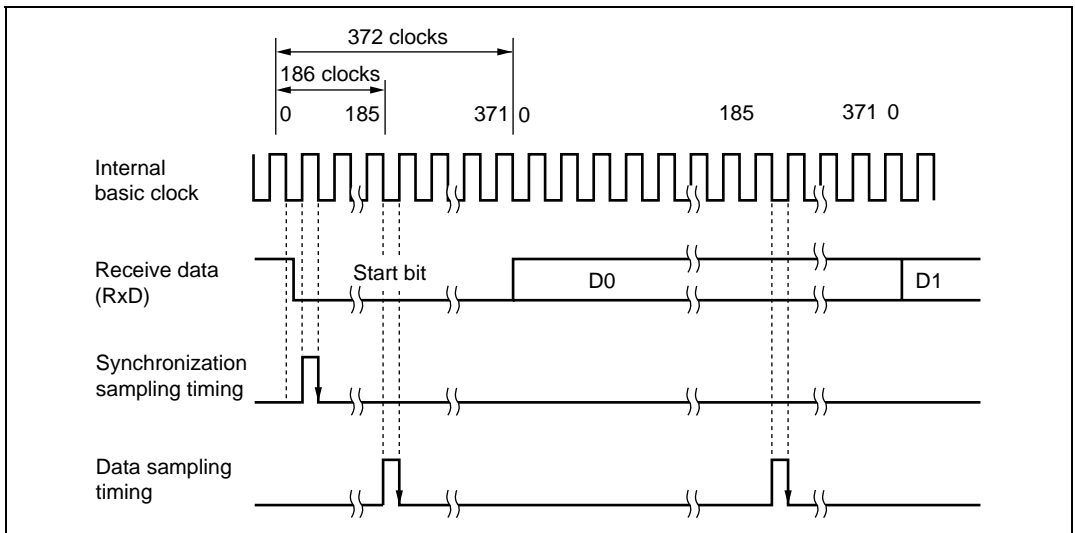 372 clocks
186 clocks
0 185 371 0 185 371 0
Internal
basic clock
Receive data
(RxD)
Start bit D0 D1
Synchronization
sampling timing
Data sampling
timing